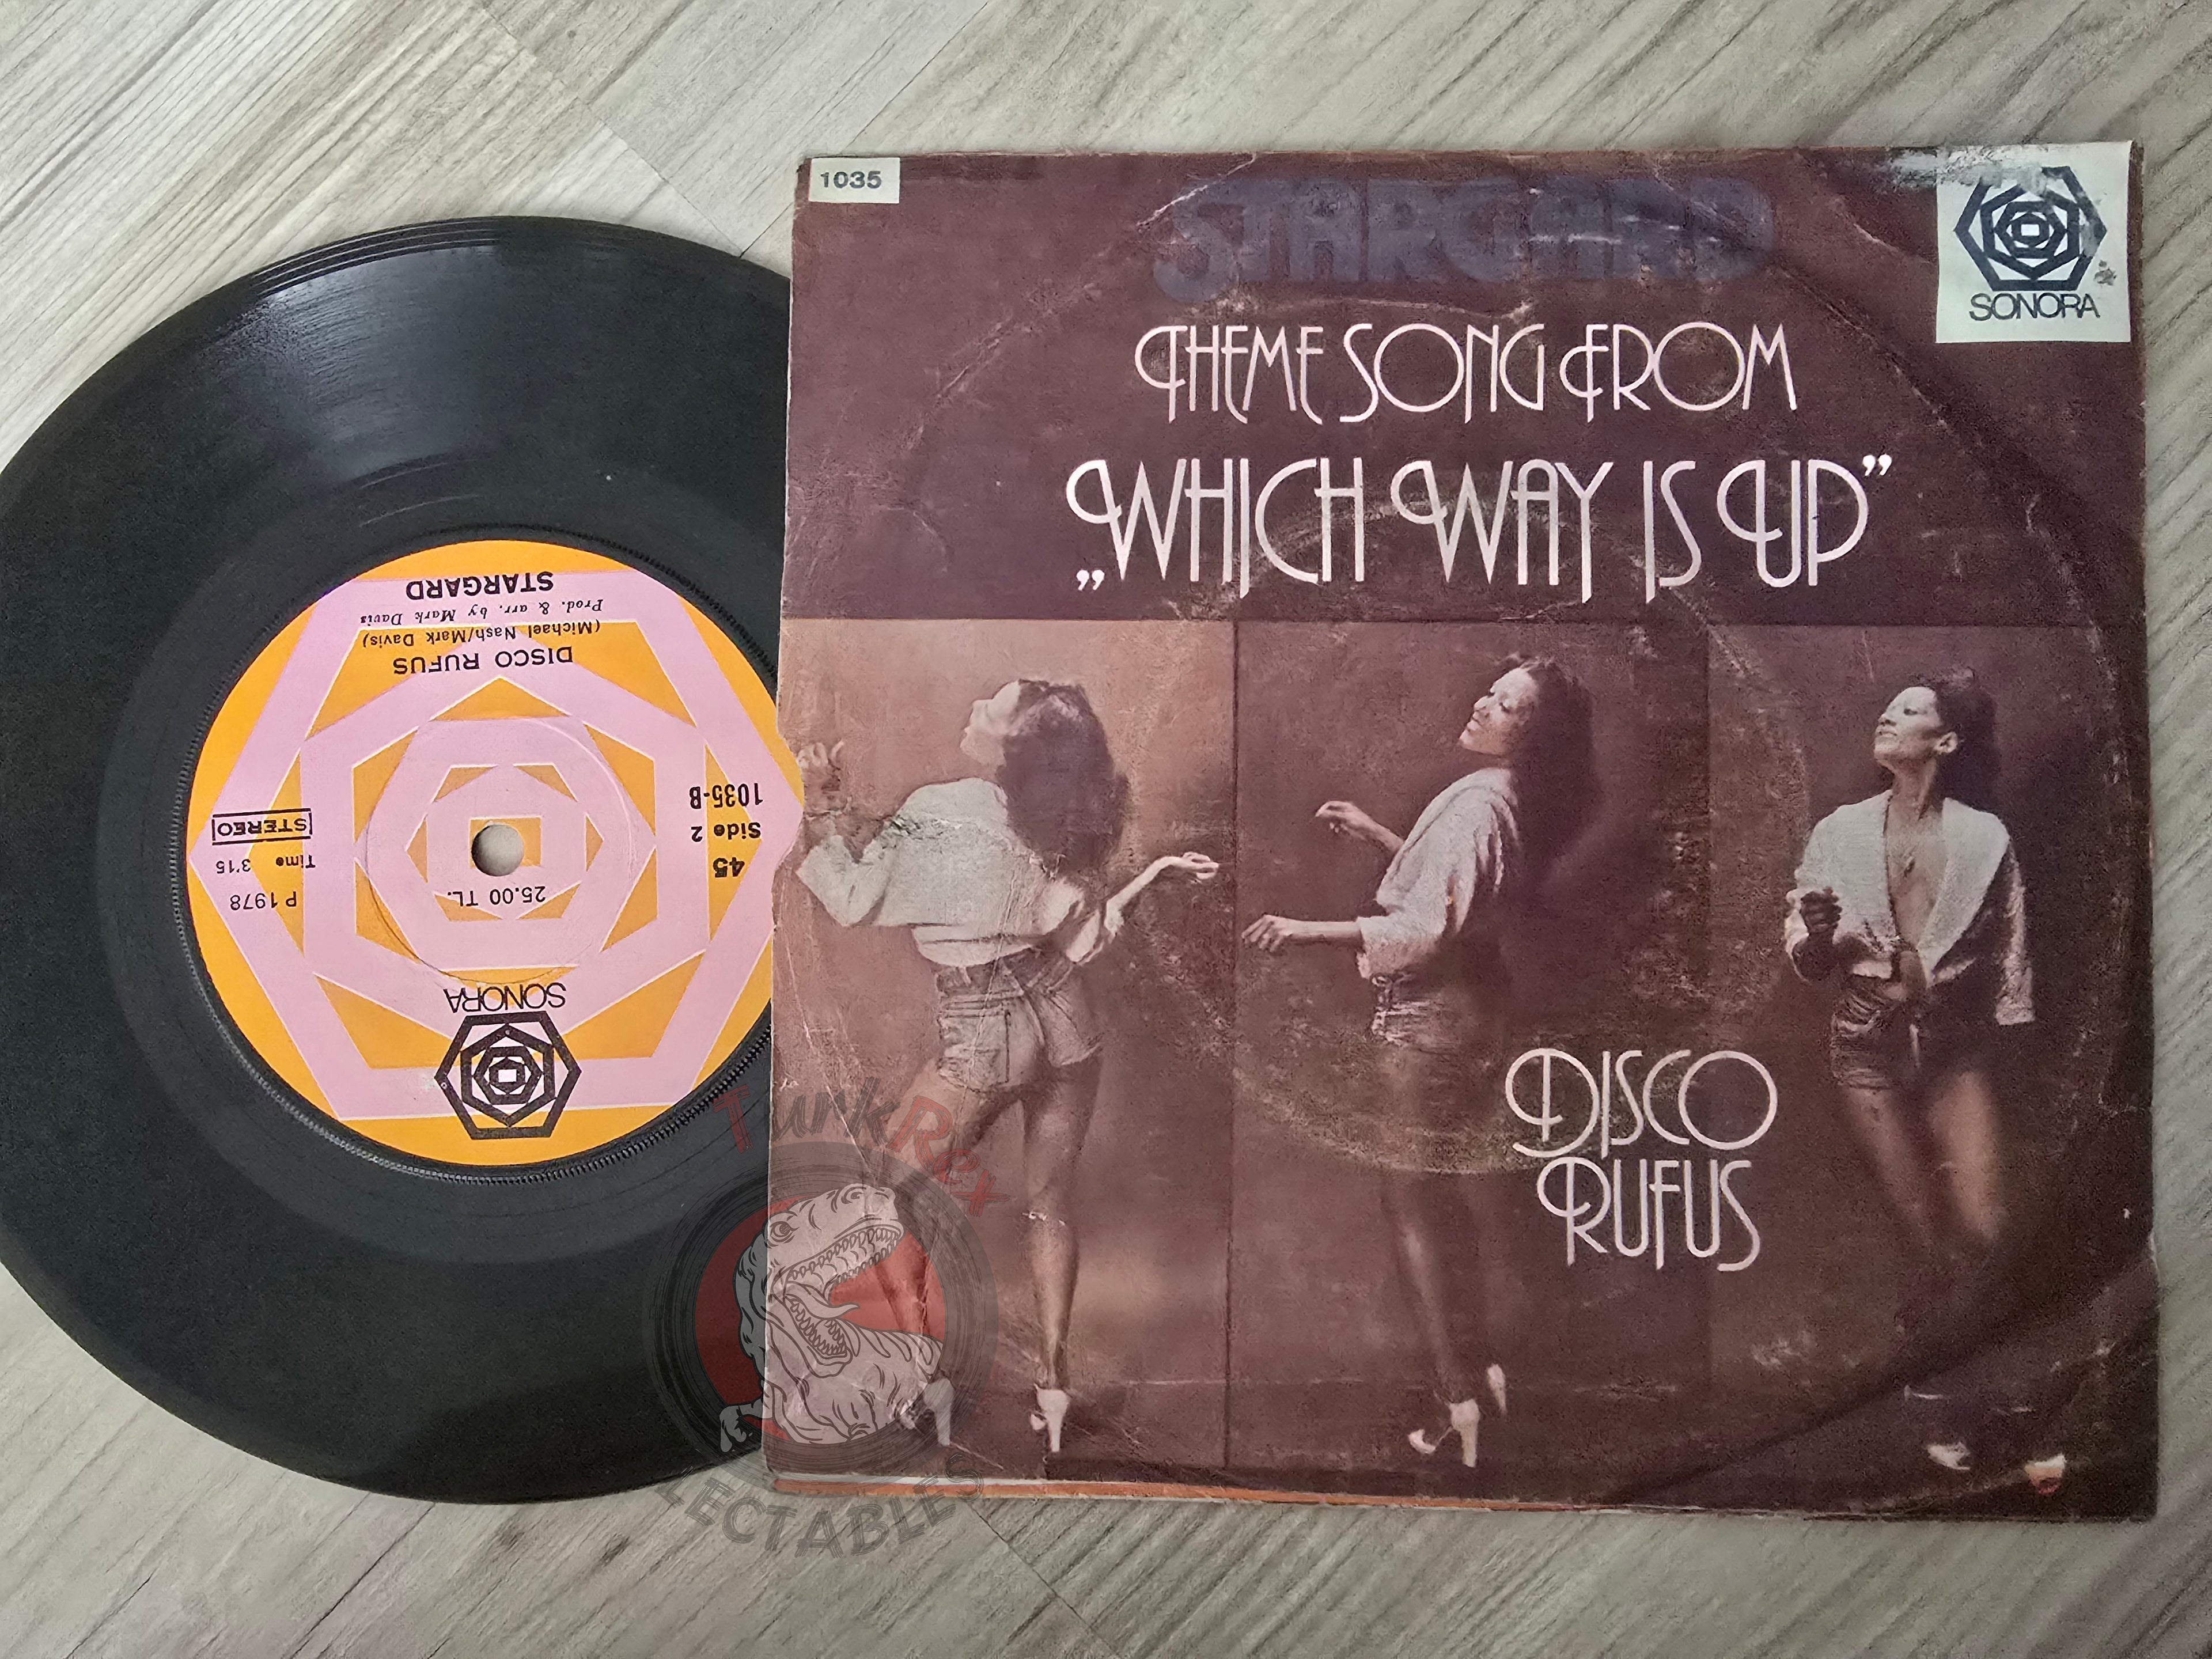 1035
STARGARD
SONORA
THEME SONG FROM
„WHICH WAY IS UP”
DISCO
RUFUS
SONORA
25.00 TL.
45
Side 2
1035-B
P 1978
Time 3'15
STEREO
DISCO RUFUS
(Michael Nash/Mark Davis)
Prod. & arr. by Mark Davis
STARGARD
TurkRex
LECTABLES